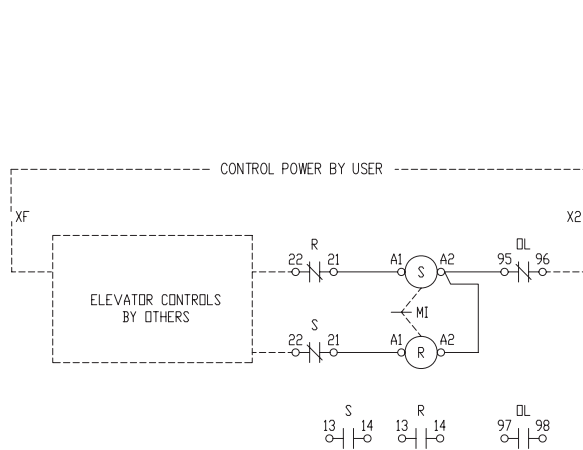 CONTROL POWER BY USER
XF X2
R OL
22 21 A1 S A2 95 96
ELEVATOR CONTROLS
BY OTHERS
MI
S
22 21 A1 R A2
S R OL
13 14 13 14 97 98